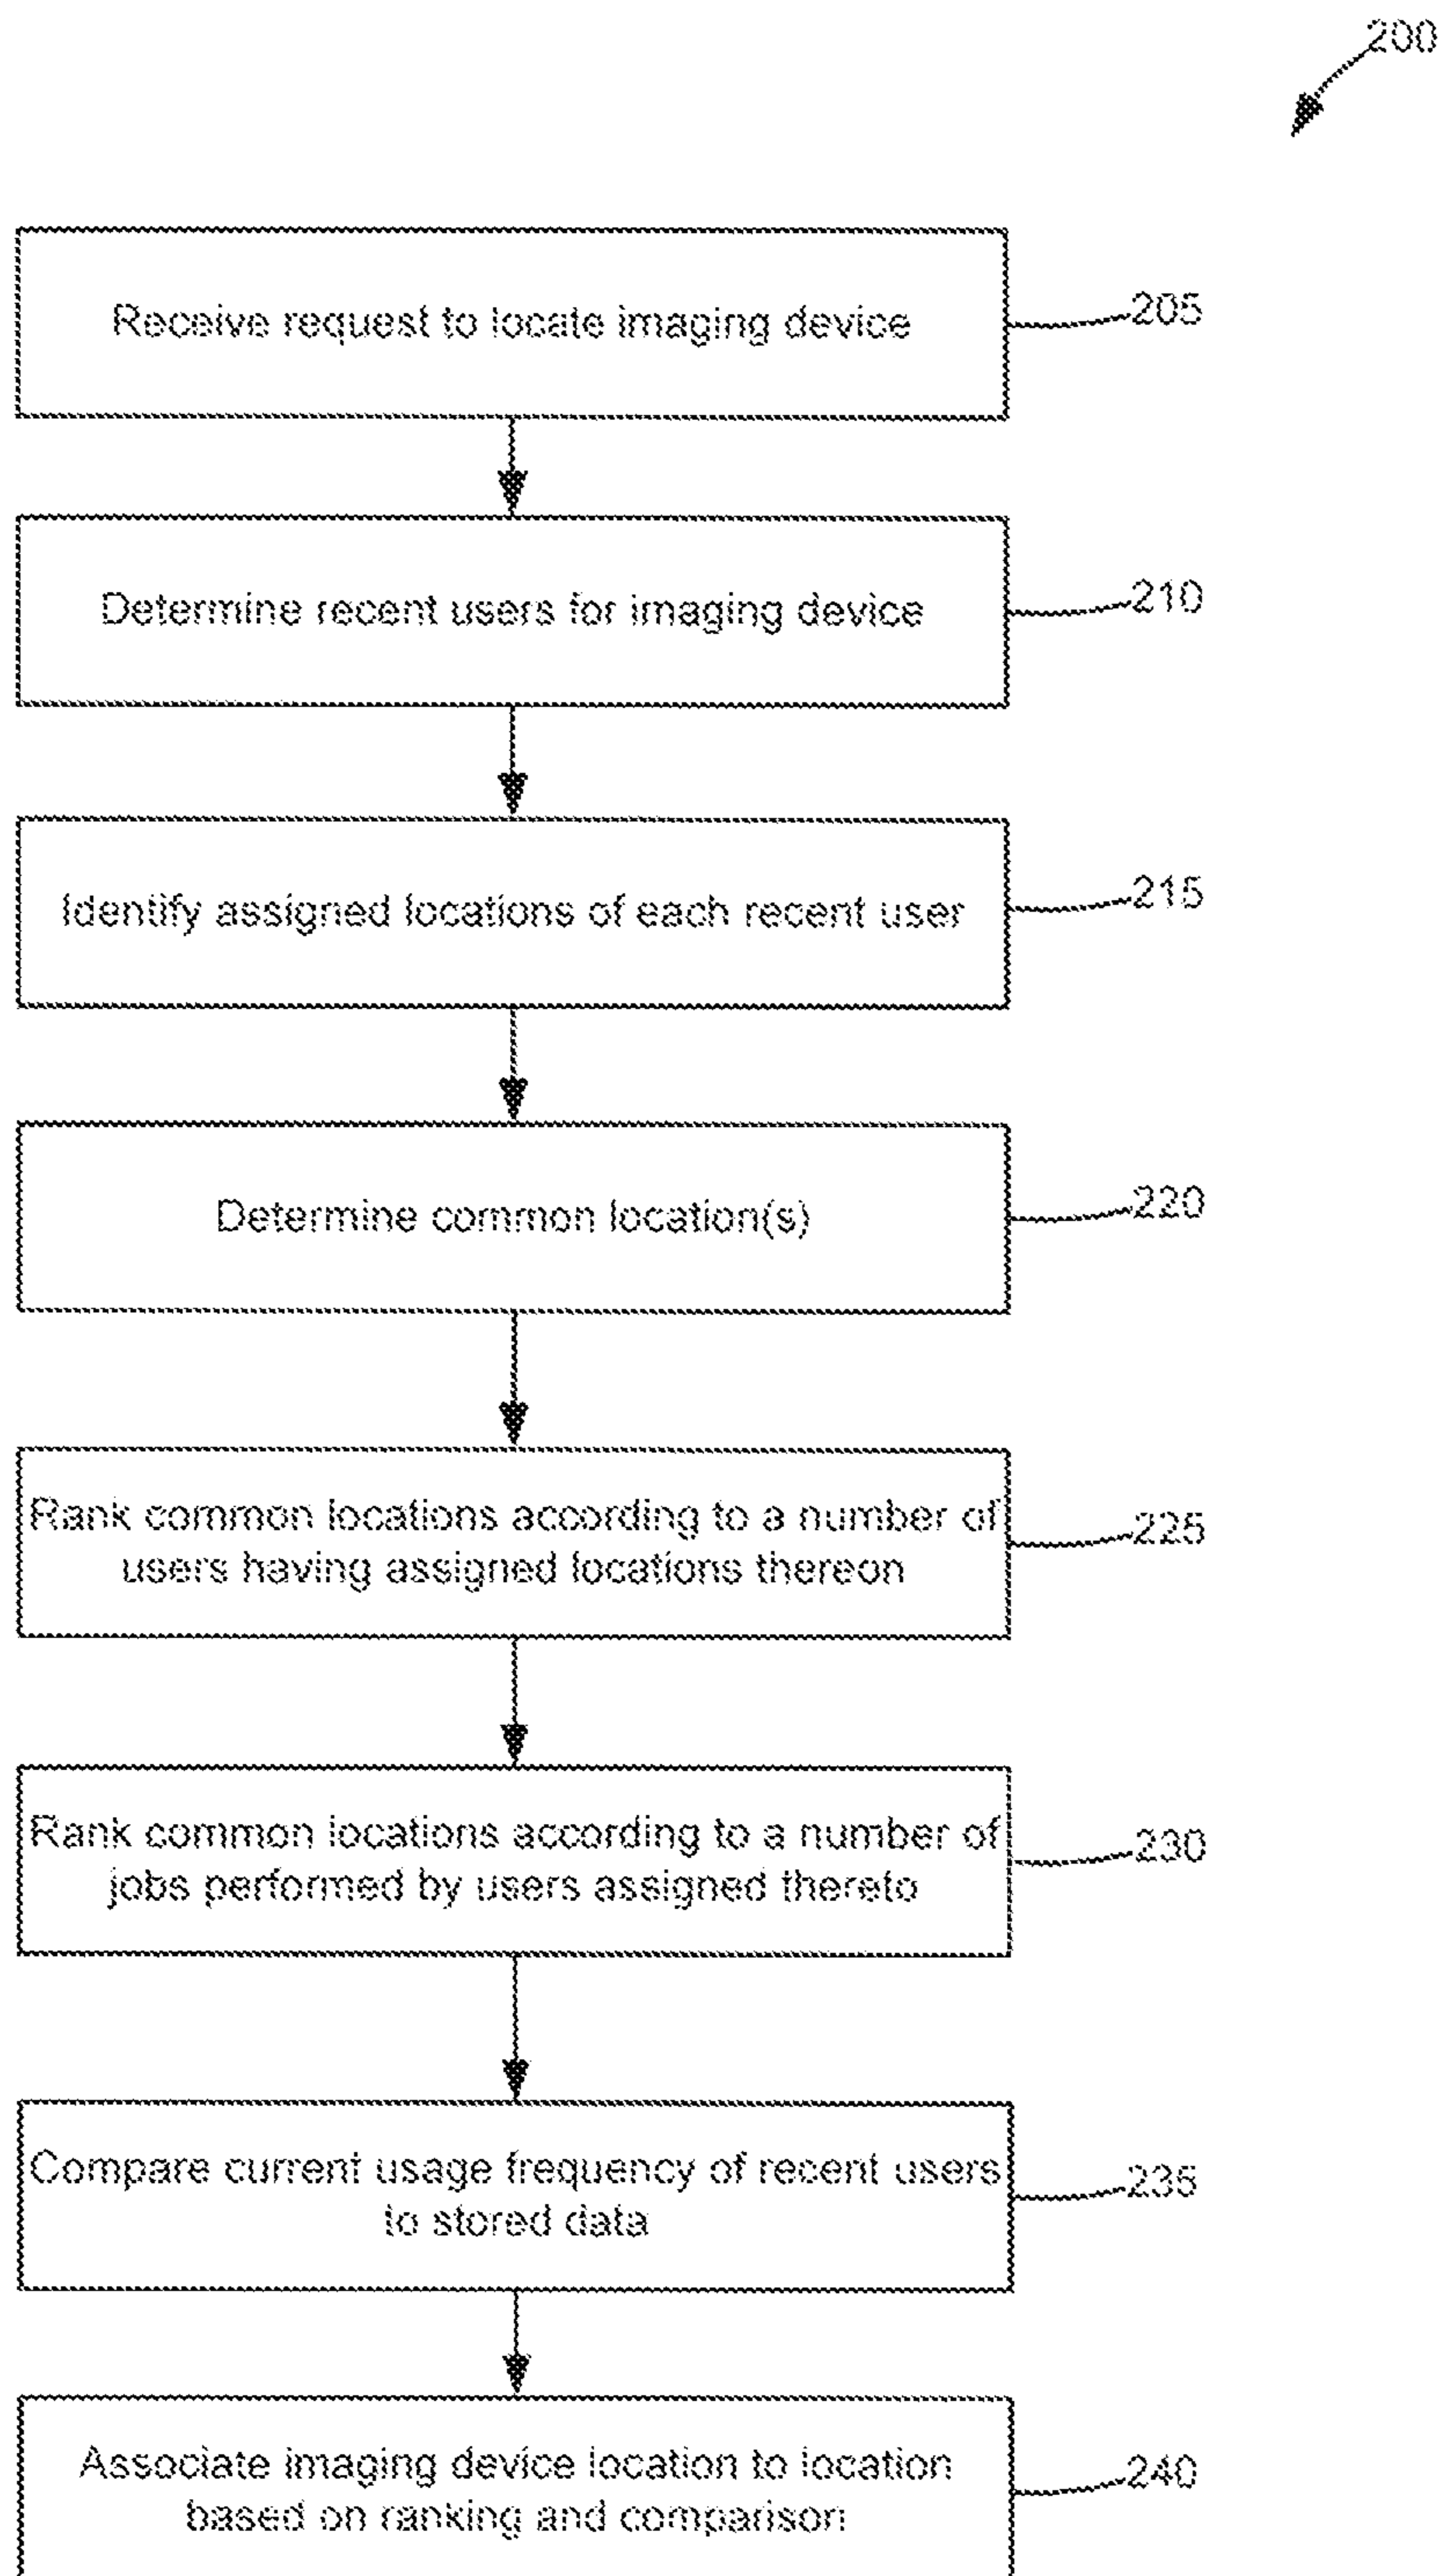 200
Receive request to locate imaging device
205
Determine recent users for imaging device
210
Identify assigned locations of each recent user
215
Determine common location(s)
220
Rank common locations according to a number of
users having assigned locations thereon
225
Rank common locations according to a number of
jobs performed by users assigned thereto
230
Compare current usage frequency of recent users
to stored data
235
Associate imaging device location to location
based on ranking and comparison
240